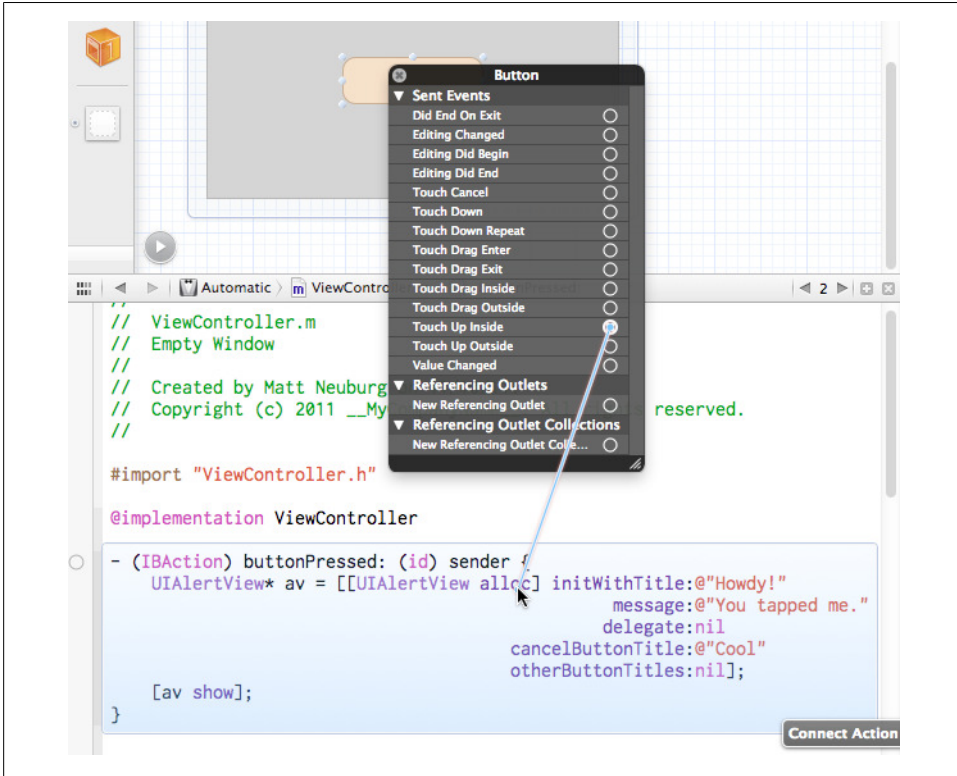 Button
Sent Events
Did End On Exit
Editing Changed
Editing Did Begin
Editing Did End
Touch Cancel
Touch Down
Touch Down Repeat
Touch Drag Enter
Touch Drag Exit
Touch Drag Inside
Touch Drag Outside
Touch Up Inside
Touch Up Outside
Value Changed
Referencing Outlets
New Referencing Outlet
Referencing Outlet Collections
New Referencing Outlet Colle...
Automatic
m ViewContro
2
//
// ViewController.m
// Empty Window
//
// Created by Matt Neuburg
// Copyright (c) 2011 __My reserved.
//
#import "ViewController.h"
@implementation ViewController
- (IBAction) buttonPressed: (id) sender {
UIAlertView* av = [[UIAlertView alloc] initWithTitle:@"Howdy!"
message:@"You tapped me."
delegate:nil
cancelButtonTitle:@"Cool"
otherButtonTitles:nil];
[av show];
}
Connect Action